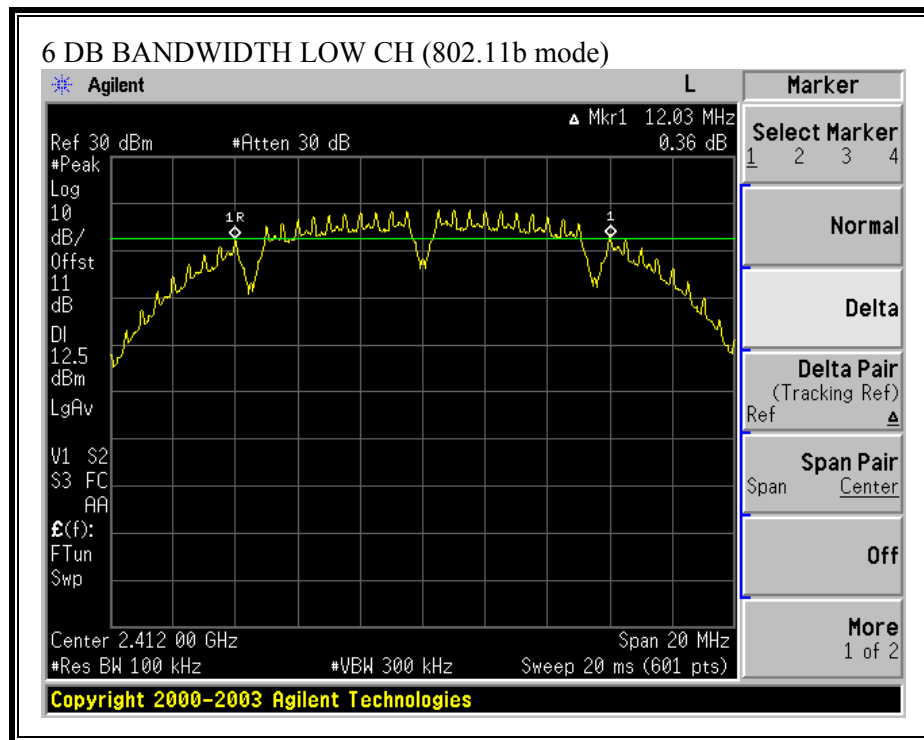 6 DB BANDWIDTH LOW CH (802.11b mode)
Agilent L Marker
Δ Mkr1 12.03 MHz
Ref 30 dBm #Atten 30 dB 0.36 dB
#Peak
Log
10
dB/
Offst
11
dB
DI
12.5
dBm
LgAv
V1 S2
S3 FC
AA
£(f):
FTun
Swp
1R
1
Center 2.412 00 GHz Span 20 MHz
#Res BW 100 kHz #VBW 300 kHz Sweep 20 ms (601 pts)
Copyright 2000-2003 Agilent Technologies
Select Marker
1 2 3 4
Normal
Delta
Delta Pair
(Tracking Ref)
Ref Δ
Span Pair
Span Center
Off
More
1 of 2